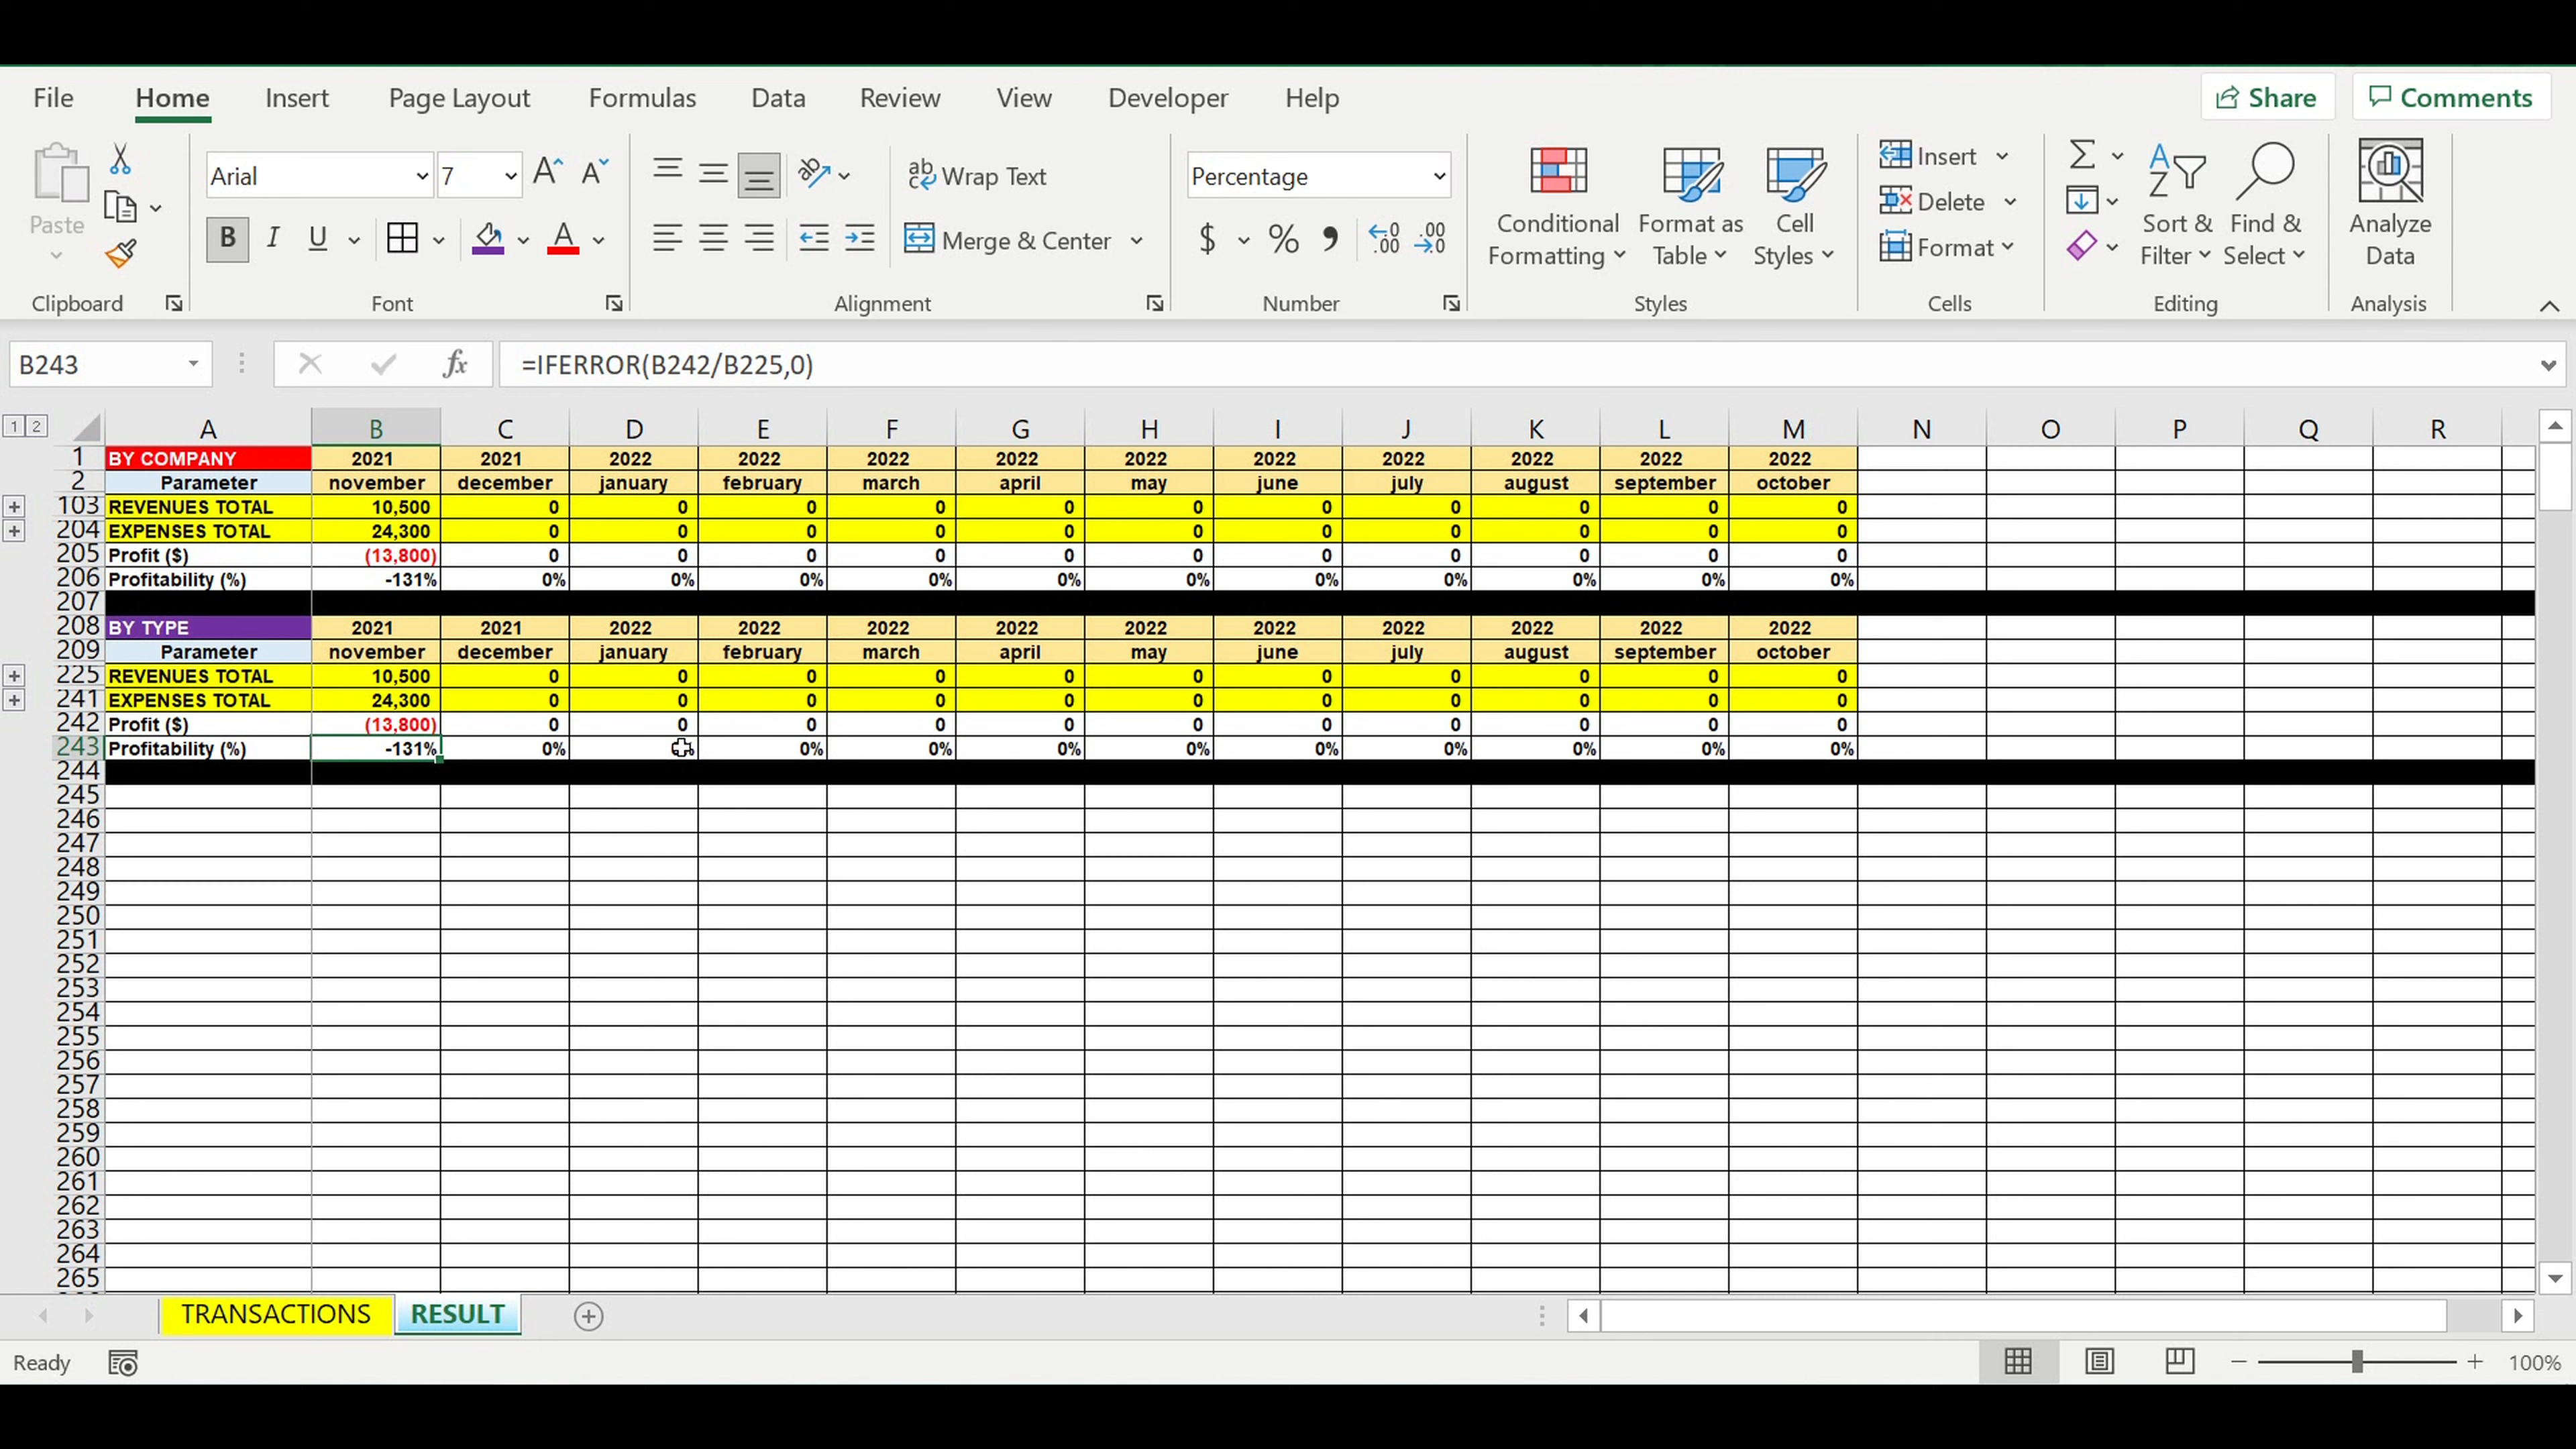 File Home Insert Page Layout Formulas Data Review View Developer Help Share Comments
Paste Arial 7 Wrap Text Percentage Insert
B I U Merge & Center $ % Conditional Formatting Format as Table Cell Styles Delete Format Sort & Filter Find & Select Analyze Data
Clipboard Font Alignment Number Styles Cells Editing Analysis
B243 fx =IFERROR(B242/B225,0)
1 2 A B C D E F G H I J K L M N O P Q R
1 BY COMPANY 2021 2021 2022 2022 2022 2022 2022 2022 2022 2022 2022 2022
2 Parameter november december january february march april may june july august september october
103 REVENUES TOTAL 10,500 0 0 0 0 0 0 0 0 0 0 0
204 EXPENSES TOTAL 24,300 0 0 0 0 0 0 0 0 0 0 0
205 Profit ($) (13,800) 0 0 0 0 0 0 0 0 0 0 0
206 Profitability (%) -131% 0% 0% 0% 0% 0% 0% 0% 0% 0% 0% 0%
207
208 BY TYPE 2021 2021 2022 2022 2022 2022 2022 2022 2022 2022 2022 2022
209 Parameter november december january february march april may june july august september october
225 REVENUES TOTAL 10,500 0 0 0 0 0 0 0 0 0 0 0
241 EXPENSES TOTAL 24,300 0 0 0 0 0 0 0 0 0 0 0
242 Profit ($) (13,800) 0 0 0 0 0 0 0 0 0 0 0
243 Profitability (%) -131% 0% 0% 0% 0% 0% 0% 0% 0% 0% 0%
244
245
246
247
248
249
250
251
252
253
254
255
256
257
258
259
260
261
262
263
264
265
TRANSACTIONS RESULT
Ready 100%